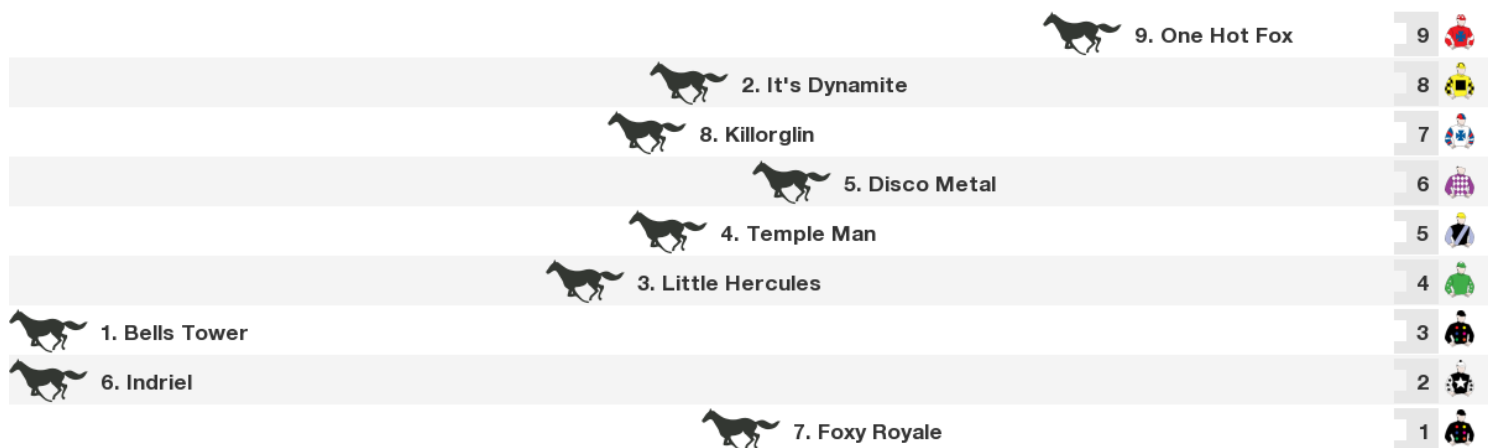 9. One Hot Fox 9
2. It's Dynamite 8
8. Killorglin 7
5. Disco Metal 6
4. Temple Man 5
3. Little Hercules 4
1. Bells Tower 3
6. Indriel 2
7. Foxy Royale 1